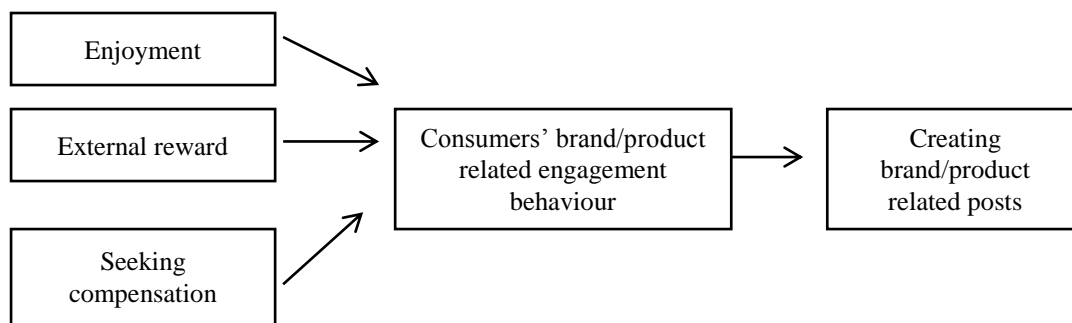 Enjoyment
External reward
Seeking
compensation
Consumers’ brand/product
related engagement
behaviour
Creating
brand/product
related posts